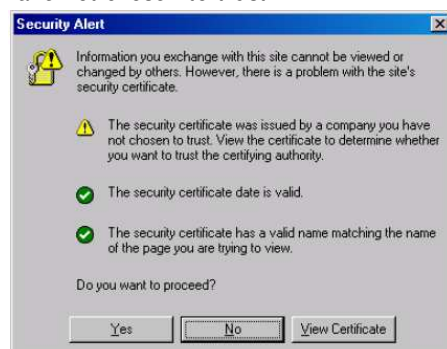 Security Alert
Information you exchange with this site cannot be viewed or
changed by others. However, there is a problem with the site's
security certificate.
The security certificate was issued by a company you have
not chosen to trust. View the certificate to determine whether
you want to trust the certifying authority.
The security certificate date is valid.
The security certificate has a valid name matching the name
of the page you are trying to view.
Do you want to proceed?
Yes No View Certificate